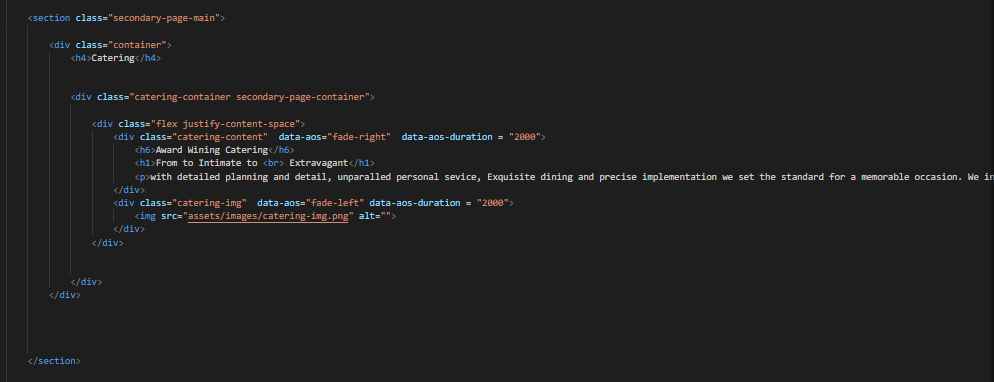 <section class="secondary-page-main">
<div class="container">
<h4>Catering</h4>
<div class="catering-container secondary-page-container">
<div class="flex justify-content-space">
<div class="catering-content"  data-aos="fade-right"  data-aos-duration = "2000">
<h6>Award Wining Catering</h6>
<h1>From to Intimate to <br> Extravagant</h1>
<p>with detailed planning and detail, unparalled personal sevice, Exquisite dining and precise implementation we set the standard for a memorable occasion. We in
</div>
<div class="catering-img"  data-aos="fade-left" data-aos-duration = "2000">
<img src="assets/images/catering-img.png" alt="">
</div>
</div>
</div>
</div>
</section>